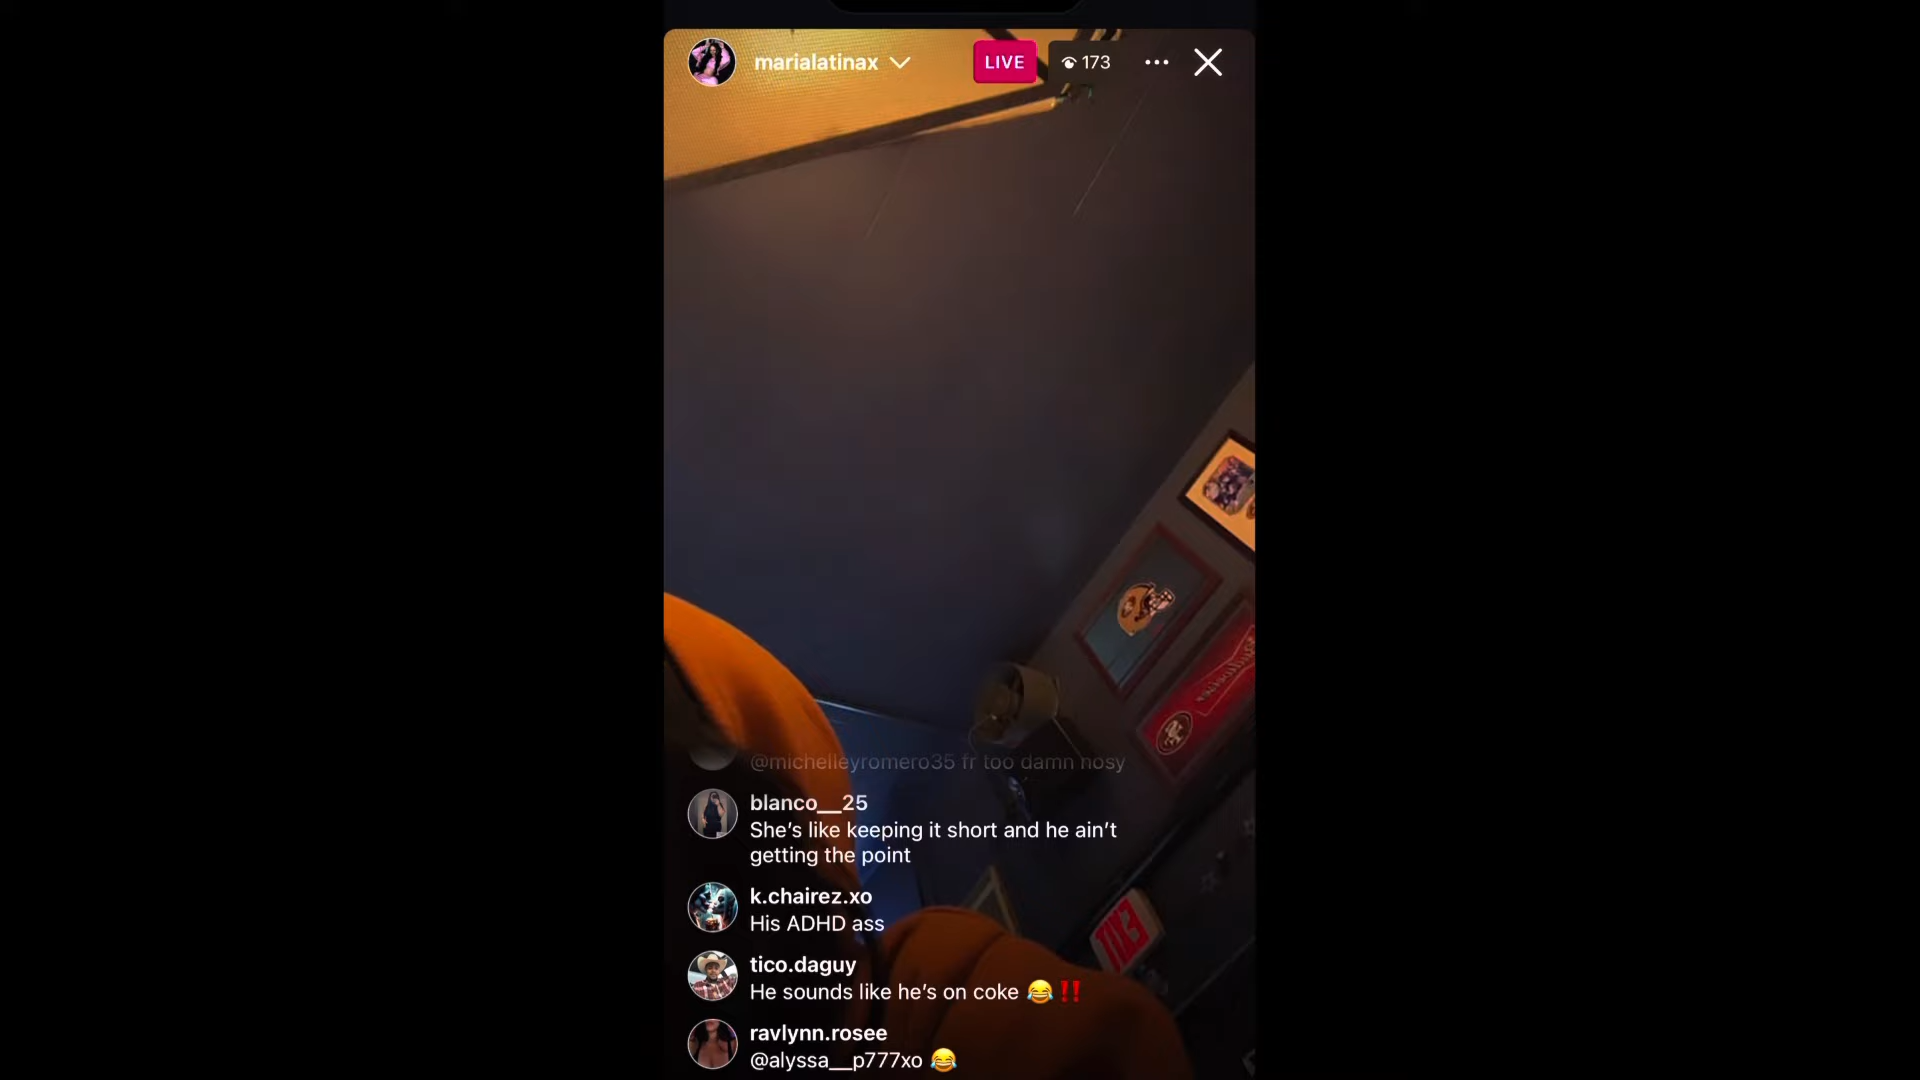 marialatinax
LIVE
173
@michelleyromero35 fr too damn nosy
blanco__25
She's like keeping it short and he ain't
getting the point
k.chairez.xo
His ADHD ass
tico.daguy
He sounds like he's on coke 😂‼️
ravlynn.rosee
@alyssa__p777xo 😂
EXIT